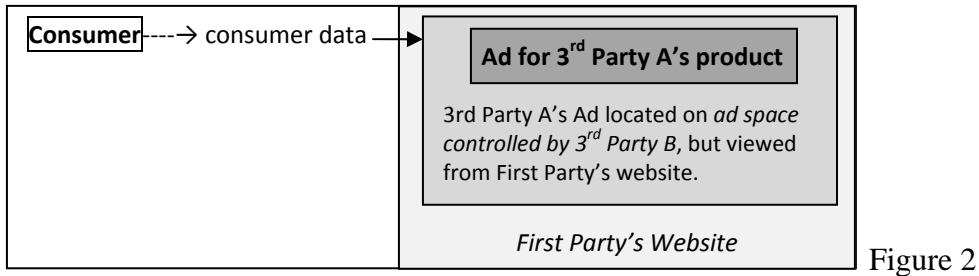 Consumer----→ consumer data
Ad for 3rd Party A's product
3rd Party A's Ad located on ad space
controlled by 3rd Party B, but viewed
from First Party's website.
First Party's Website
Figure 2